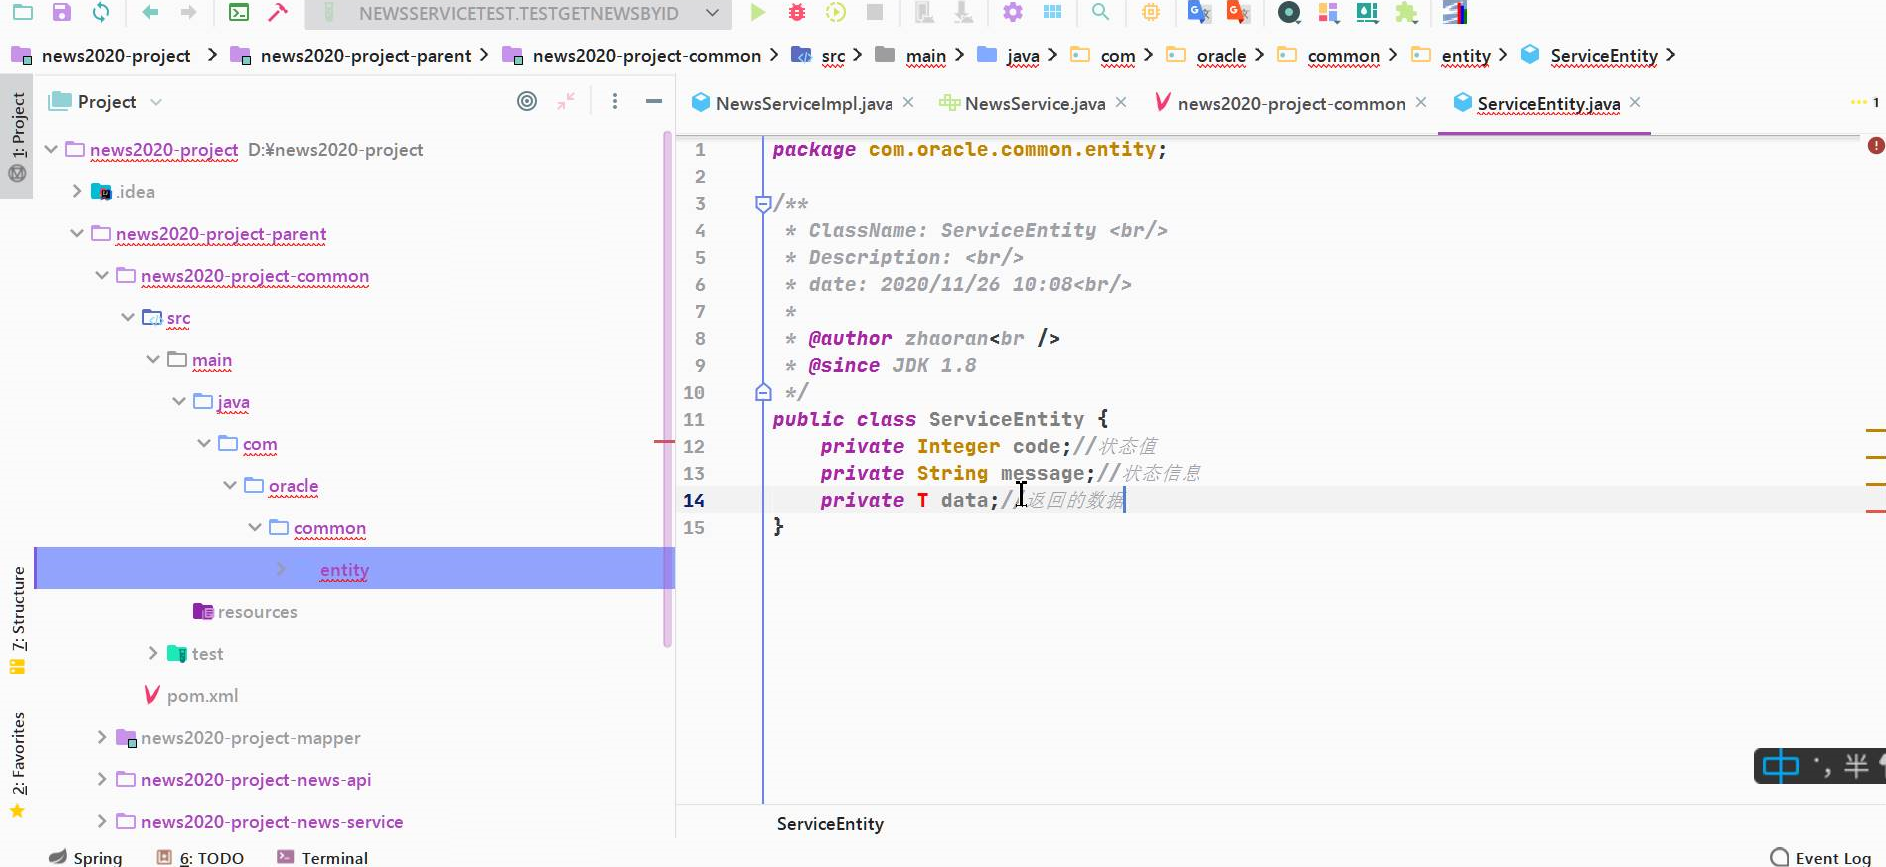 NEWSSERVICETEST.TESTGETNEWSBYID
news2020-project > news2020-project-parent > news2020-project-common > src > main > java > com > oracle > common > entity > ServiceEntity >
1: Project
Project
NewsServiceImpl.java × NewsService.java × news2020-project-common × ServiceEntity.java ×
1
news2020-project D:¥news2020-project
.idea
news2020-project-parent
news2020-project-common
src
main
java
com
oracle
common
entity
resources
test
pom.xml
news2020-project-mapper
news2020-project-news-api
news2020-project-news-service
1 package com.oracle.common.entity;
2
3 /**
4 * ClassName: ServiceEntity <br/>
5 * Description: <br/>
6 * date: 2020/11/26 10:08<br/>
7 *
8 * @author zhaoran<br />
9 * @since JDK 1.8
10 */
11 public class ServiceEntity {
12 private Integer code;//状态值
13 private String message;//状态信息
14 private T data;//返回的数据
15 }
7: Structure
2: Favorites
中 ·, 半
ServiceEntity
Spring 6: TODO Terminal Event Log